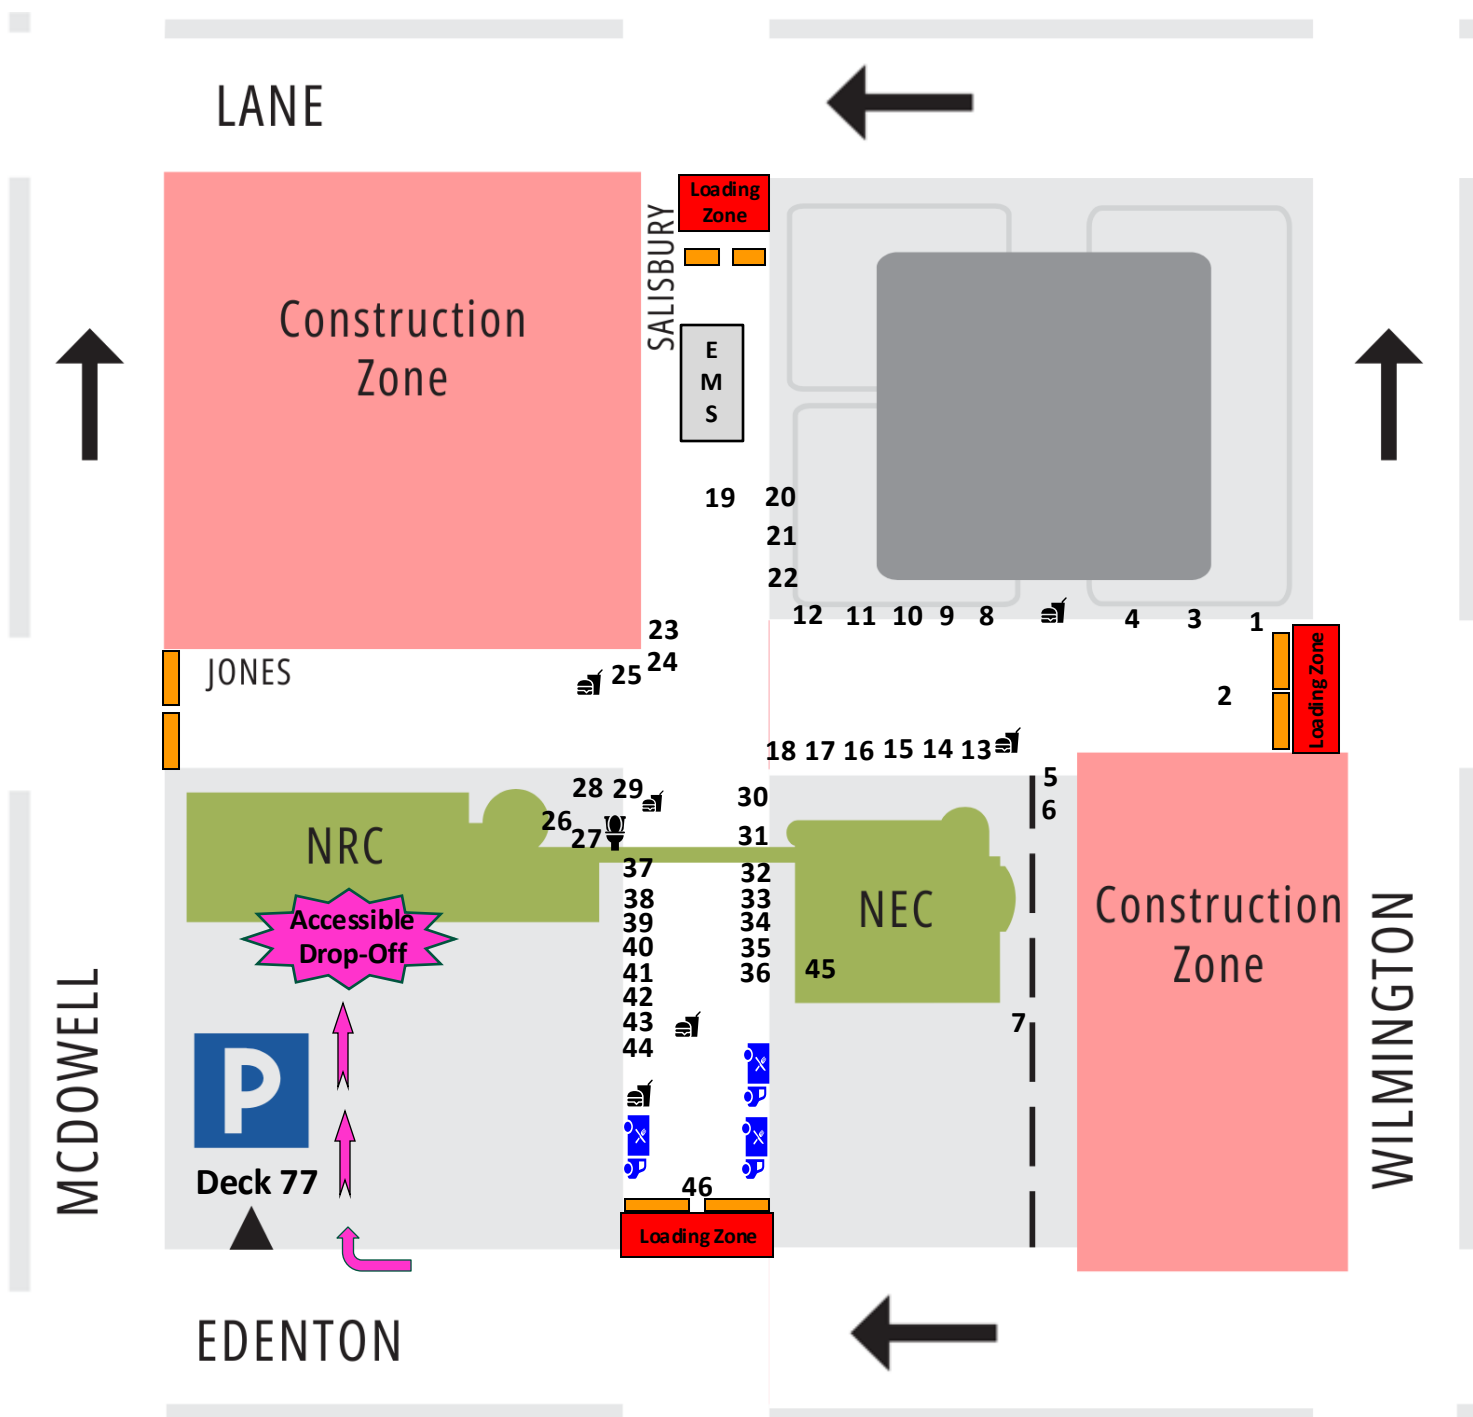 LANE
Loading
Zone
SALISBURY
Construction
Zone
E
M
S
19 20
21
22
12 11 10 9 8 4 3 1
23
24
25
JONES
2
Loading Zone
18 17 16 15 14 13
5
6
28 29
30
26
27
31
NRC
37
32
38
33
39
34
40
35
41
36
42
43
44
45
NEC
7
Construction
Zone
Accessible
Drop-Off
MCDOWELL
WILMINGTON
P
Deck 77
46
Loading Zone
EDENTON